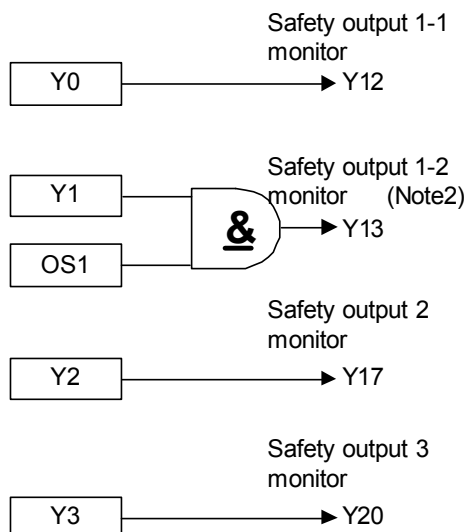 Safety output 1-1
monitor
Y0
Y12
Safety output 1-2
Y1
monitor (Note2)
&
Y13
OS1
Safety output 2
monitor
Y2
Y17
Safety output 3
monitor
Y3
Y20